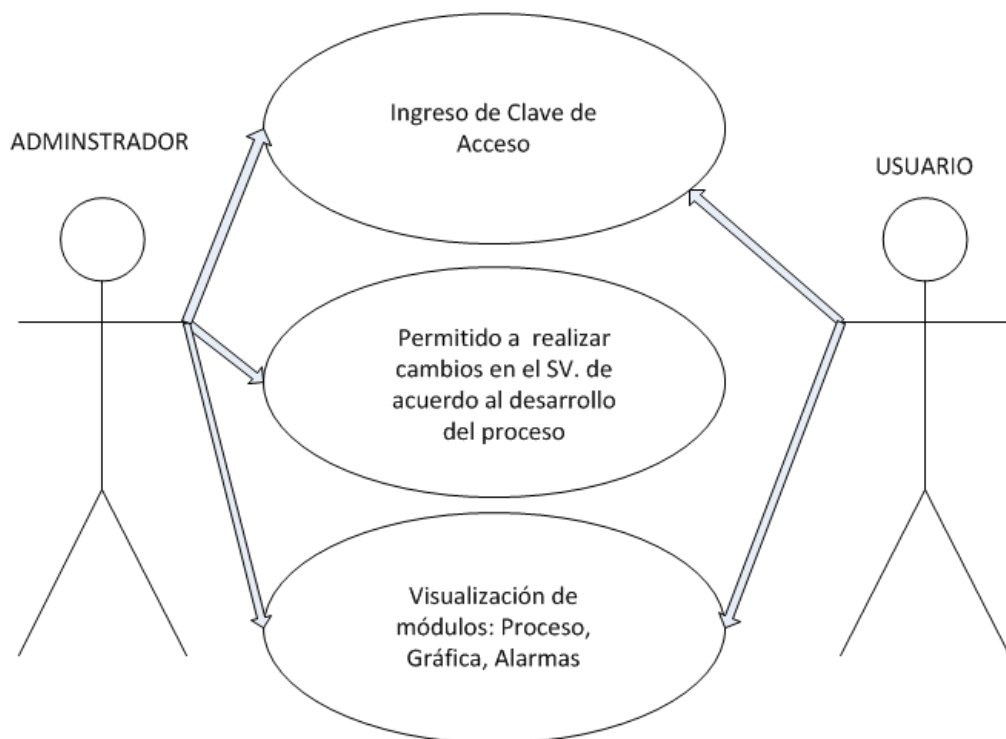 Ingreso de Clave de
Acceso
ADMINSTRADOR
USUARIO
Permitido a realizar
cambios en el SV. de
acuerdo al desarrollo
del proceso
Visualización de
módulos: Proceso,
Gráfica, Alarmas